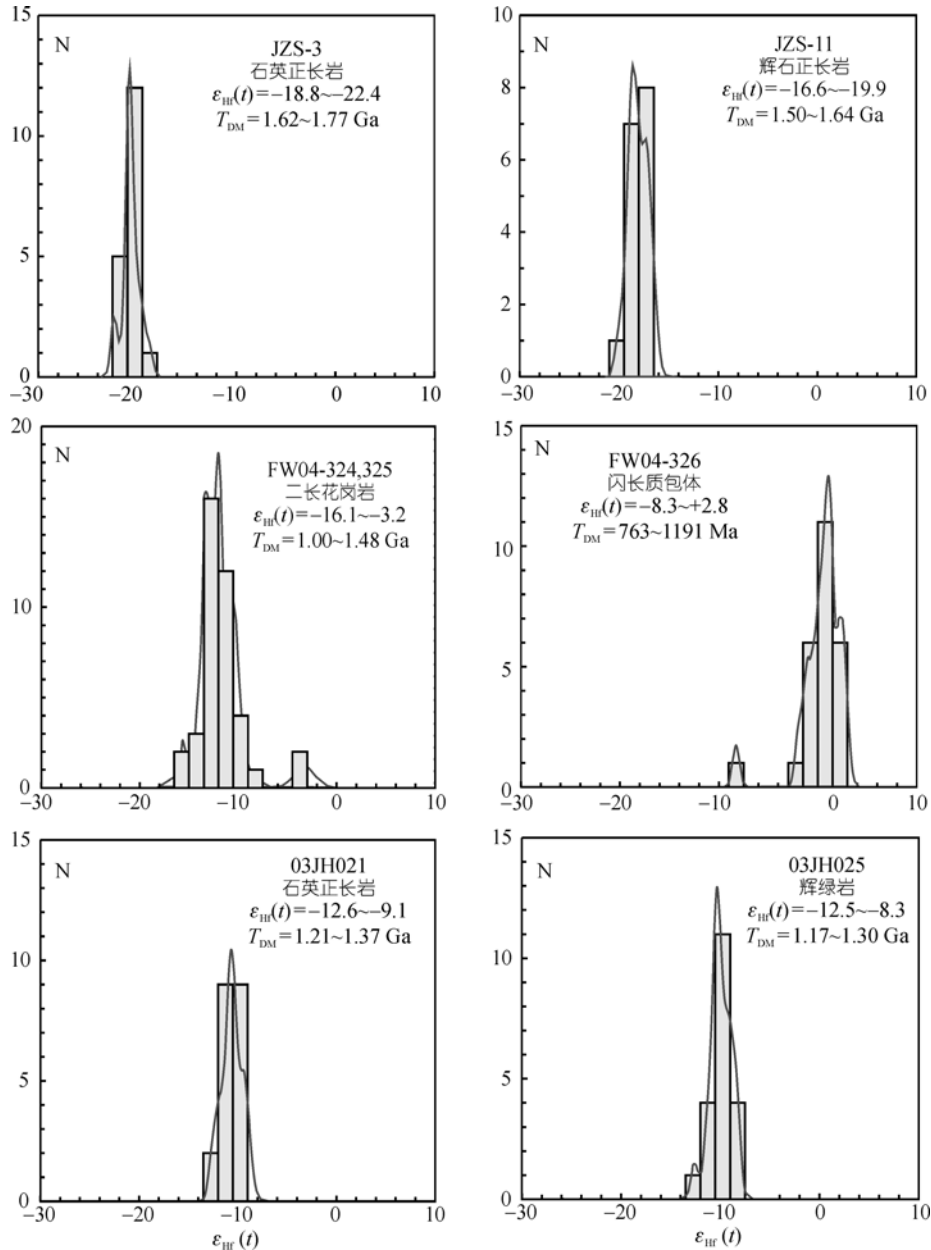 15
10
5
0
N
JZS-3
石英正长岩
εHf(t)=−18.8~−22.4
TDM=1.62~1.77 Ga
−30 −20 −10 0 10
10
8
6
4
2
0
N
JZS-11
辉石正长岩
εHf(t)=−16.6~−19.9
TDM=1.50~1.64 Ga
−30 −20 −10 0 10
20
10
0
N
FW04-324,325
二长花岗岩
εHf(t)=−16.1~−3.2
TDM=1.00~1.48 Ga
−30 −20 −10 0 10
15
10
5
0
N
FW04-326
闪长质包体
εHf(t)=−8.3~+2.8
TDM=763~1191 Ma
−30 −20 −10 0 10
15
10
5
0
N
03JH021
石英正长岩
εHf(t)=−12.6~−9.1
TDM=1.21~1.37 Ga
−30 −20 −10 0 10
εHf (t)
15
10
5
0
N
03JH025
辉绿岩
εHf(t)=−12.5~−8.3
TDM=1.17~1.30 Ga
−30 −20 −10 0 10
εHf (t)